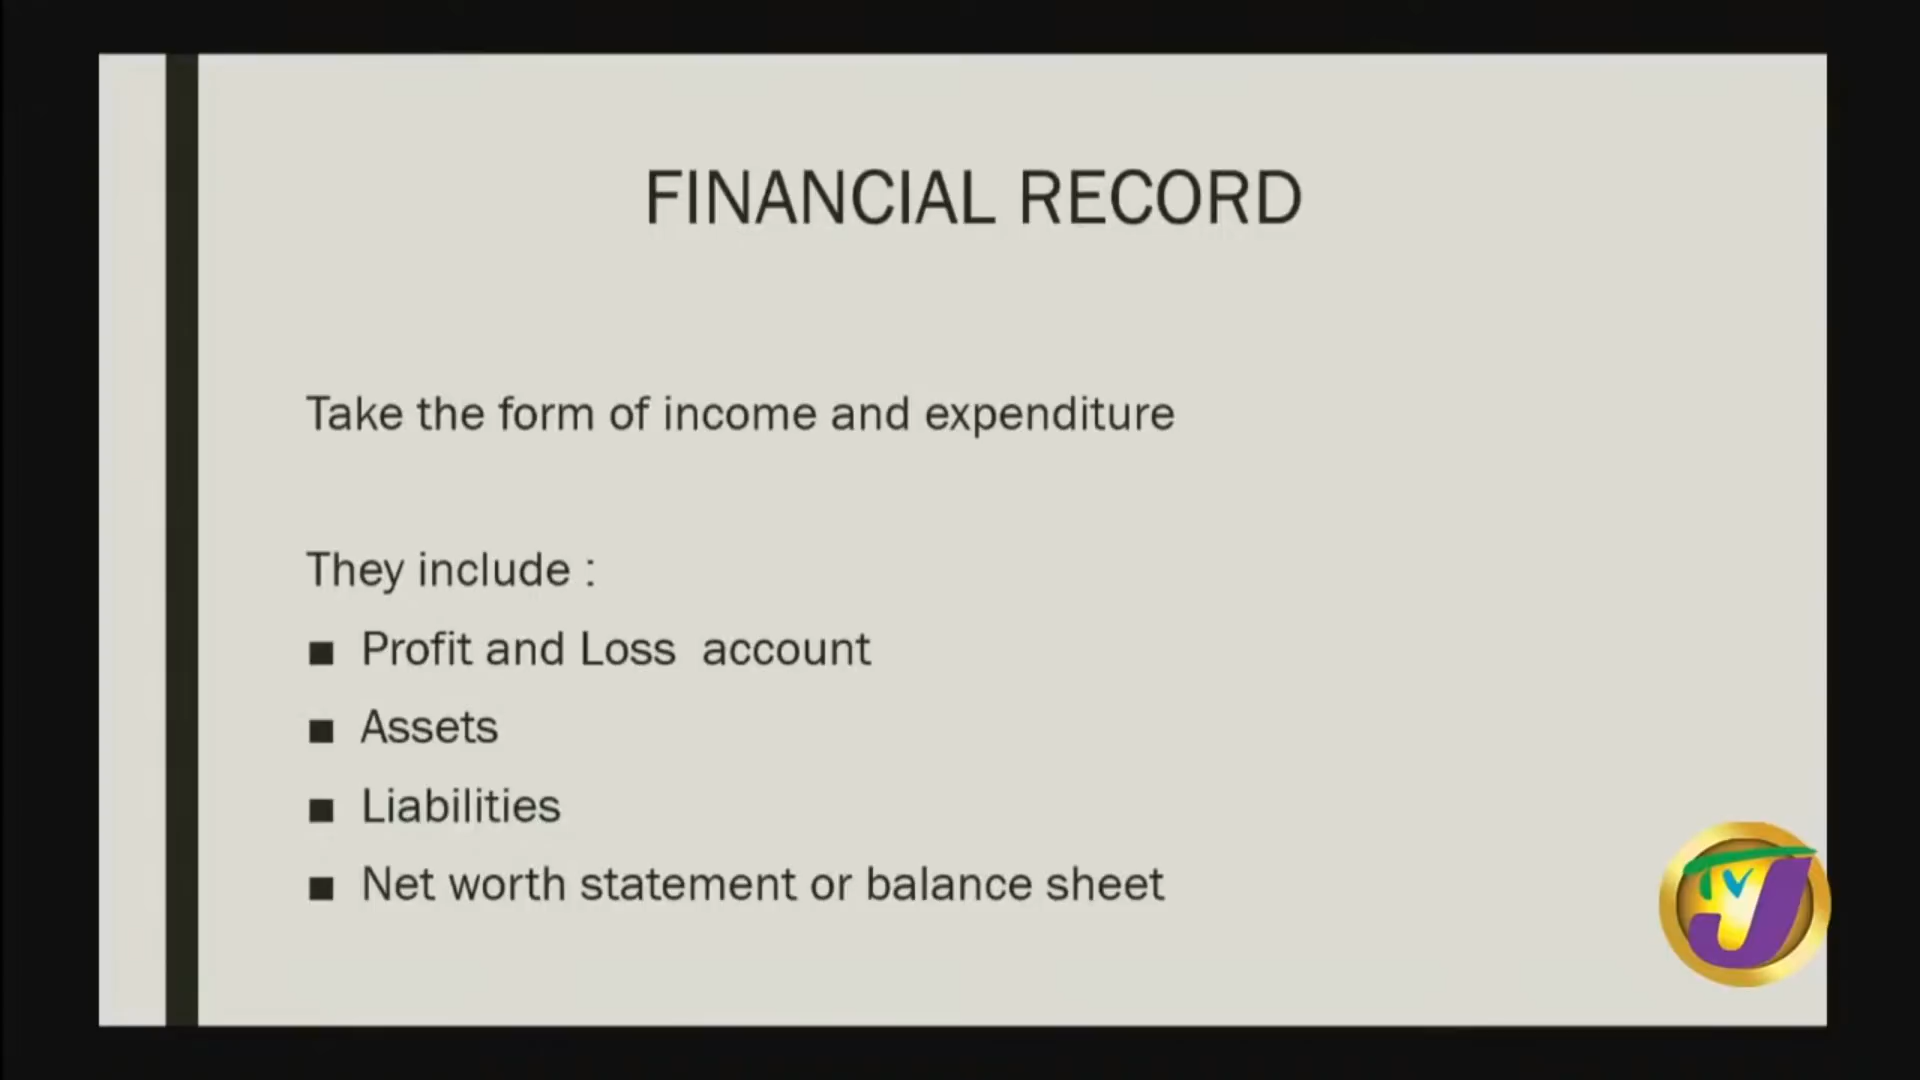 FINANCIAL RECORD
Take the form of income and expenditure
They include :
■ Profit and Loss account
■ Assets
■ Liabilities
■ Net worth statement or balance sheet
TVJ